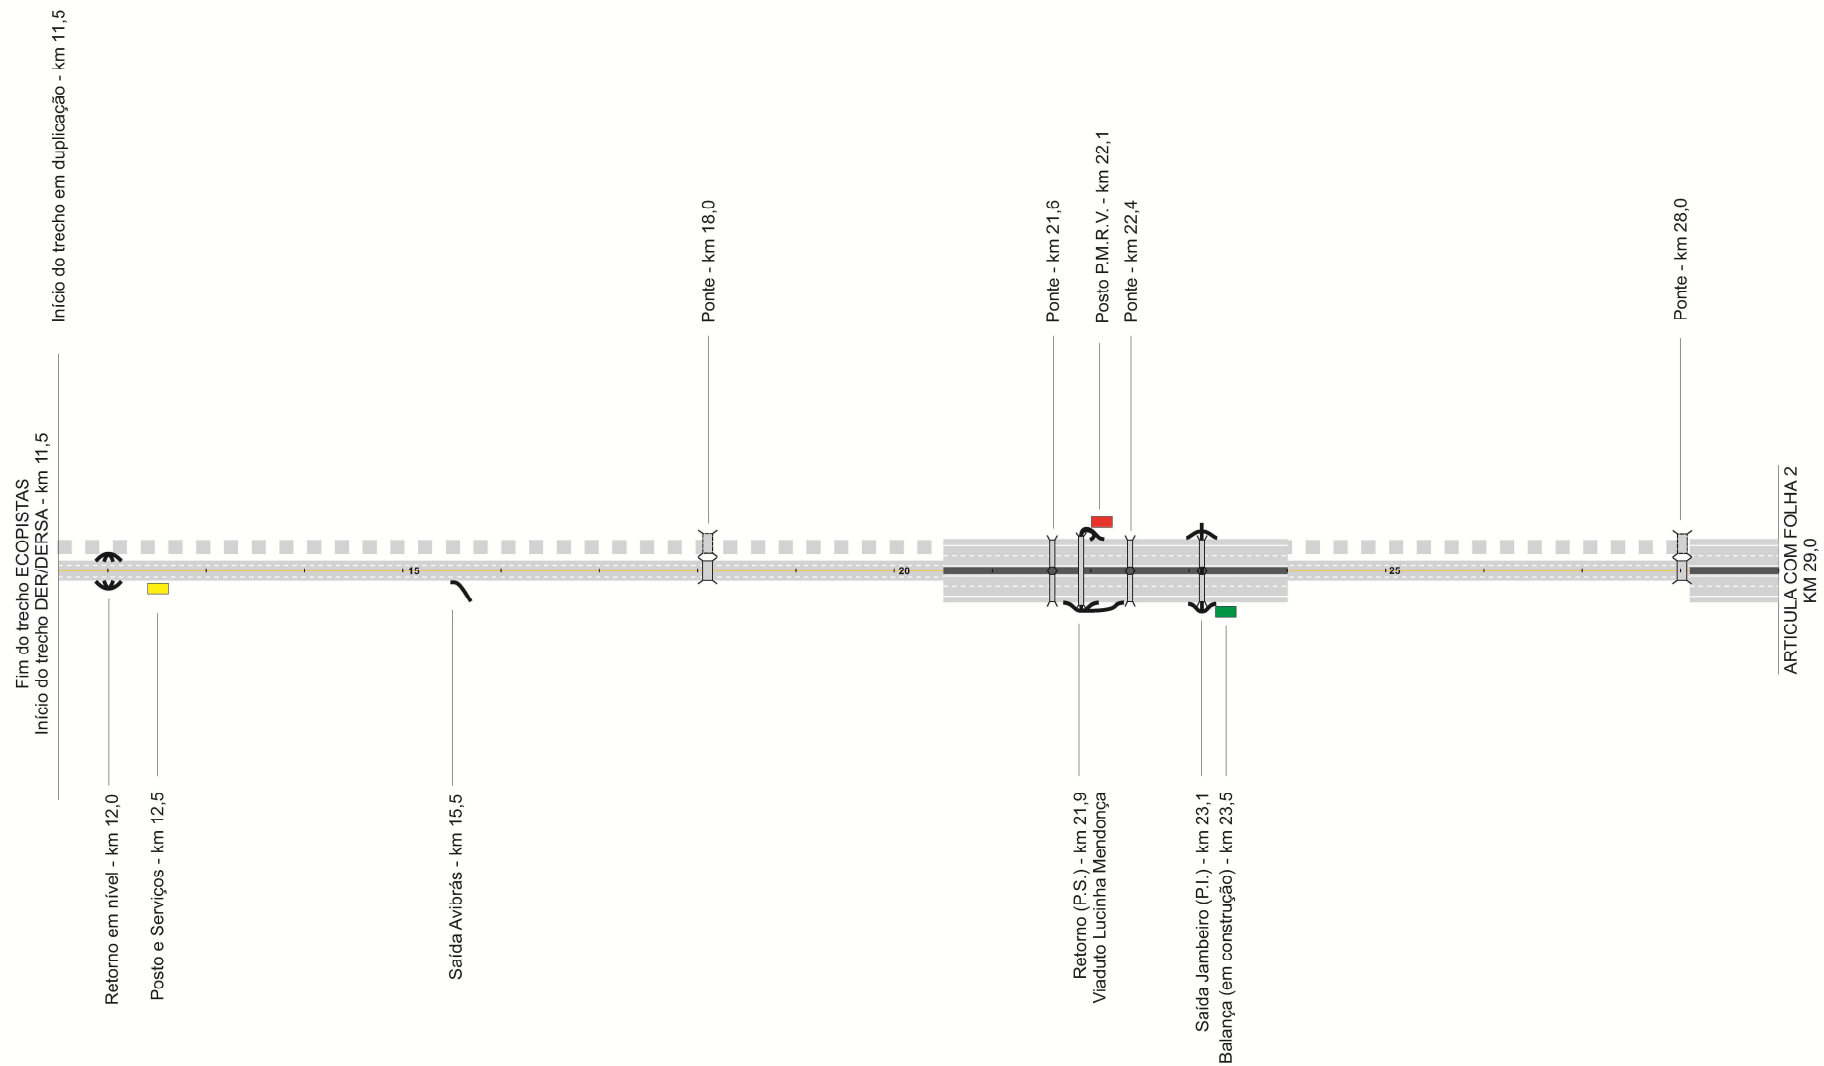 Início do trecho em duplicação - km 11,5
Fim do trecho ECOPISTAS
Início do trecho DER/DERSA - km 11,5
Ponte - km 18,0
Ponte - km 21,6
Posto P.M.R.V. - km 22,1
Ponte - km 22,4
Ponte - km 28,0
15
20
25
ARTICULA COM FOLHA 2
KM 29,0
Retorno em nível - km 12,0
Posto e Serviços - km 12,5
Saída Avibrás - km 15,5
Retorno (P.S.) - km 21,9
Viaduto Lucinha Mendonça
Saída Jambeiro (P.I.) - km 23,1
Balança (em construção) - km 23,5